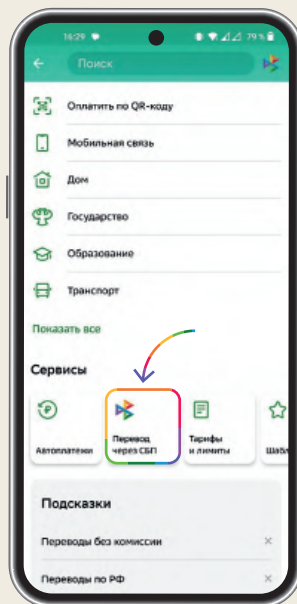 16:29
79%
Поиск
Оплатить по QR-коду
Мобильная связь
Дом
Государство
Образование
Транспорт
Показать все
Сервисы
Автоплатежи
Перевод
через СБП
Тарифы
и лимиты
Шабл
Подсказки
Переводы без комиссии
Переводы по РФ